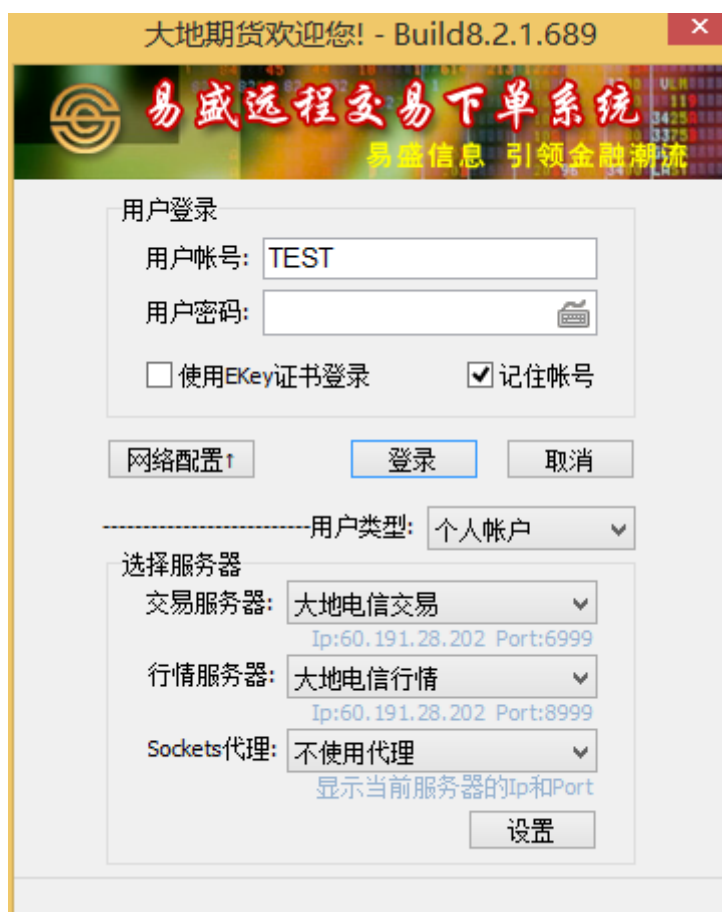 大地期货欢迎您! - Build8.2.1.689
易盛远程交易下单系统
易盛信息 引领金融潮流
用户登录
用户帐号: TEST
用户密码:
使用EKey证书登录 记住帐号
网络配置↑ 登录 取消
--------------------------用户类型: 个人帐户
选择服务器
交易服务器: 大地电信交易
Ip:60.191.28.202 Port:6999
行情服务器: 大地电信行情
Ip:60.191.28.202 Port:8999
Sockets代理: 不使用代理
显示当前服务器的Ip和Port
设置